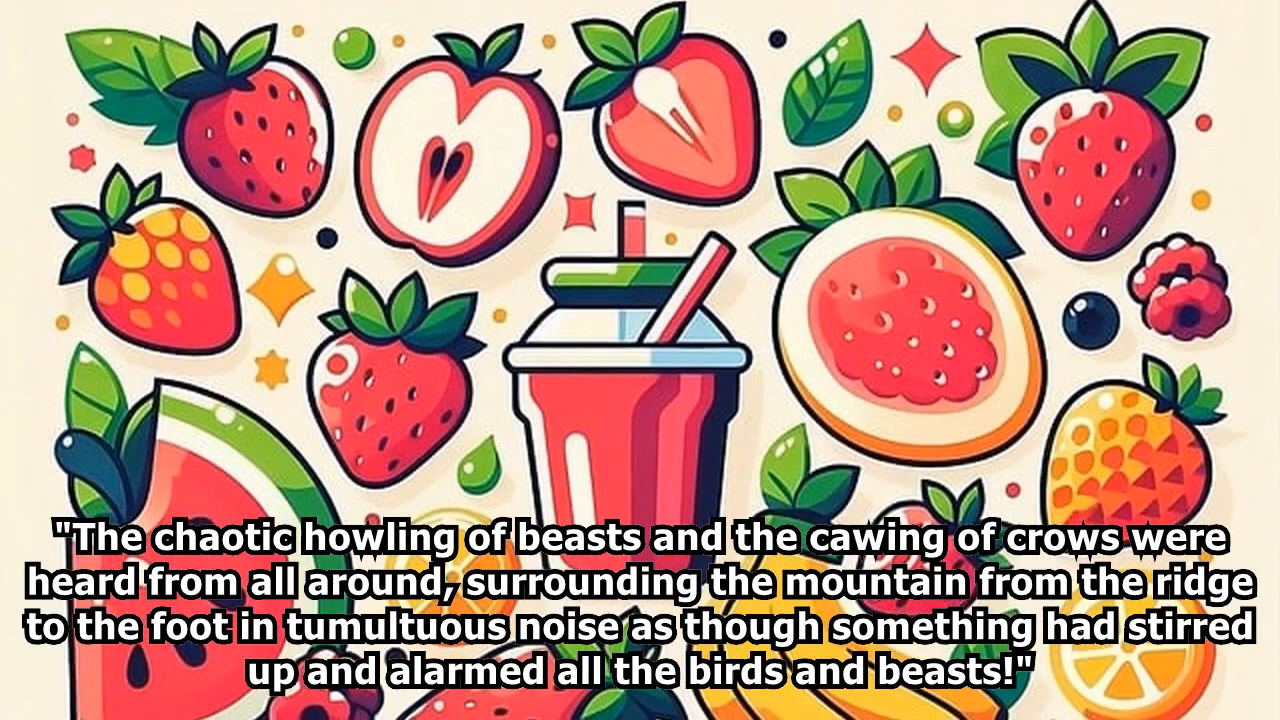 "The chaotic howling of beasts and the cawing of crows were
heard from all around, surrounding the mountain from the ridge
to the foot in tumultuous noise as though something had stirred
up and alarmed all the birds and beasts!"